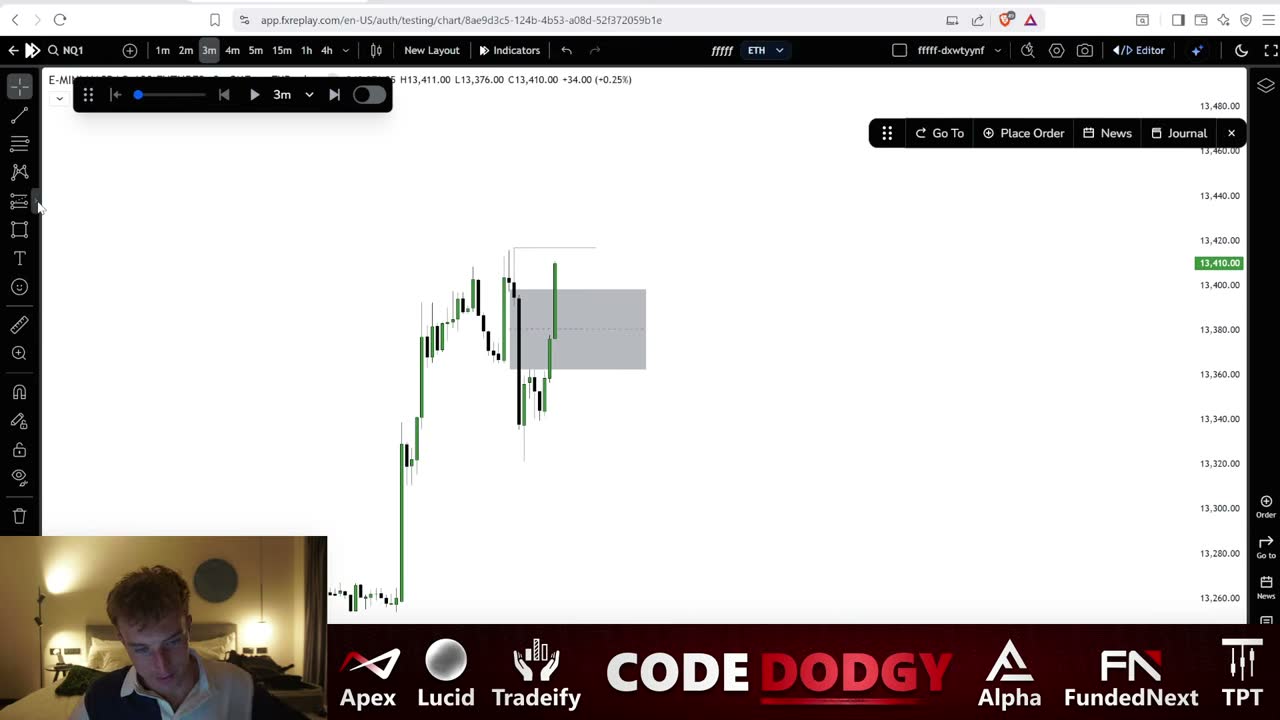 app.fxreplay.com/en-US/auth/testing/chart/8ae9d3c5-124b-4b53-a08d-52f372059b1e
NQ1
1m 2m 3m 4m 5m 15m 1h 4h
New Layout
Indicators
fffff
ETH
fffff-dxwtyynf
Editor
H13,411.00 L13,376.00 C13,410.00 +34.00 (+0.25%)
3m
Go To
Place Order
News
Journal
13,480.00
13,460.00
13,440.00
13,420.00
13,410.00
13,400.00
13,380.00
13,360.00
13,340.00
13,320.00
13,300.00
13,280.00
13,260.00
Order
Go to
News
CODE DODGY
Apex
Lucid
Tradeify
Alpha
FundedNext
TPT